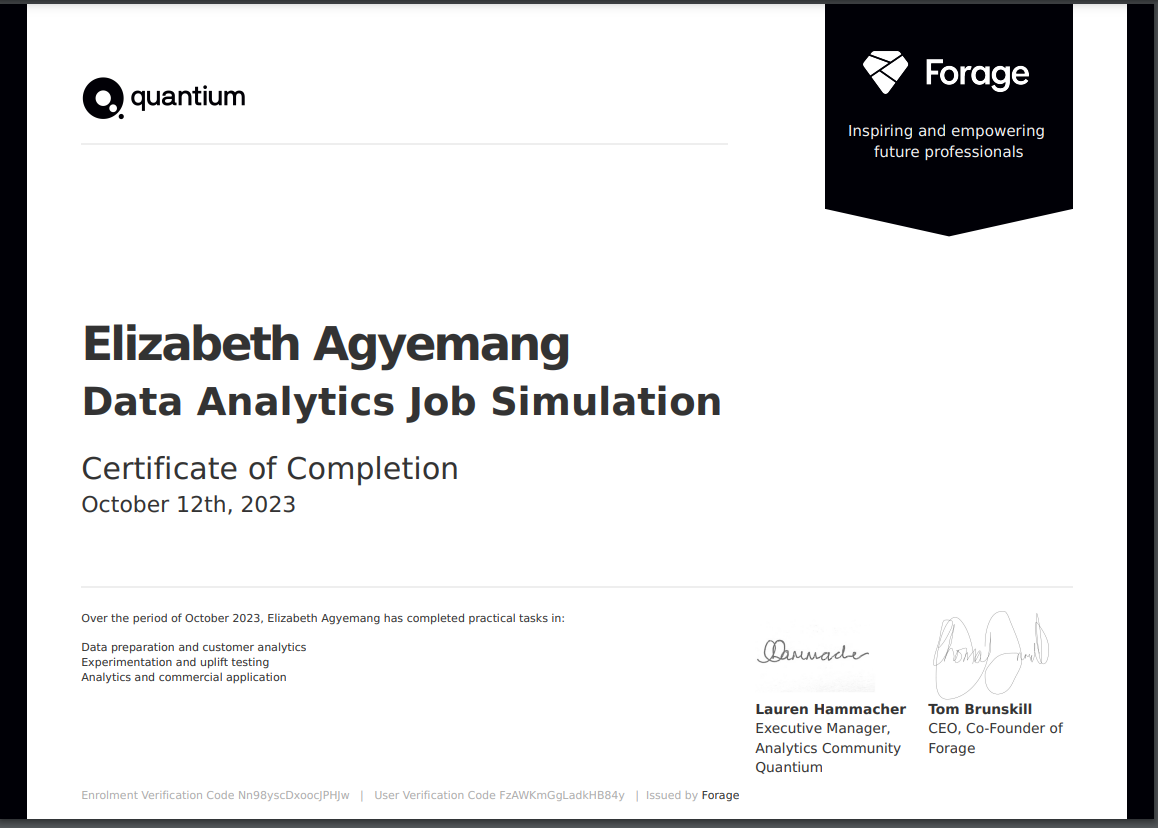 quantium
Forage
Inspiring and empowering
future professionals
Elizabeth Agyemang
Data Analytics Job Simulation
Certificate of Completion
October 12th, 2023
Over the period of October 2023, Elizabeth Agyemang has completed practical tasks in:
Data preparation and customer analytics
Experimentation and uplift testing
Analytics and commercial application
Lauren Hammacher
Executive Manager,
Analytics Community
Quantium
Tom Brunskill
CEO, Co-Founder of
Forage
Enrolment Verification Code Nn98yscDxoocJPHJw | User Verification Code FzAWKmGgLadkHB84y | Issued by Forage